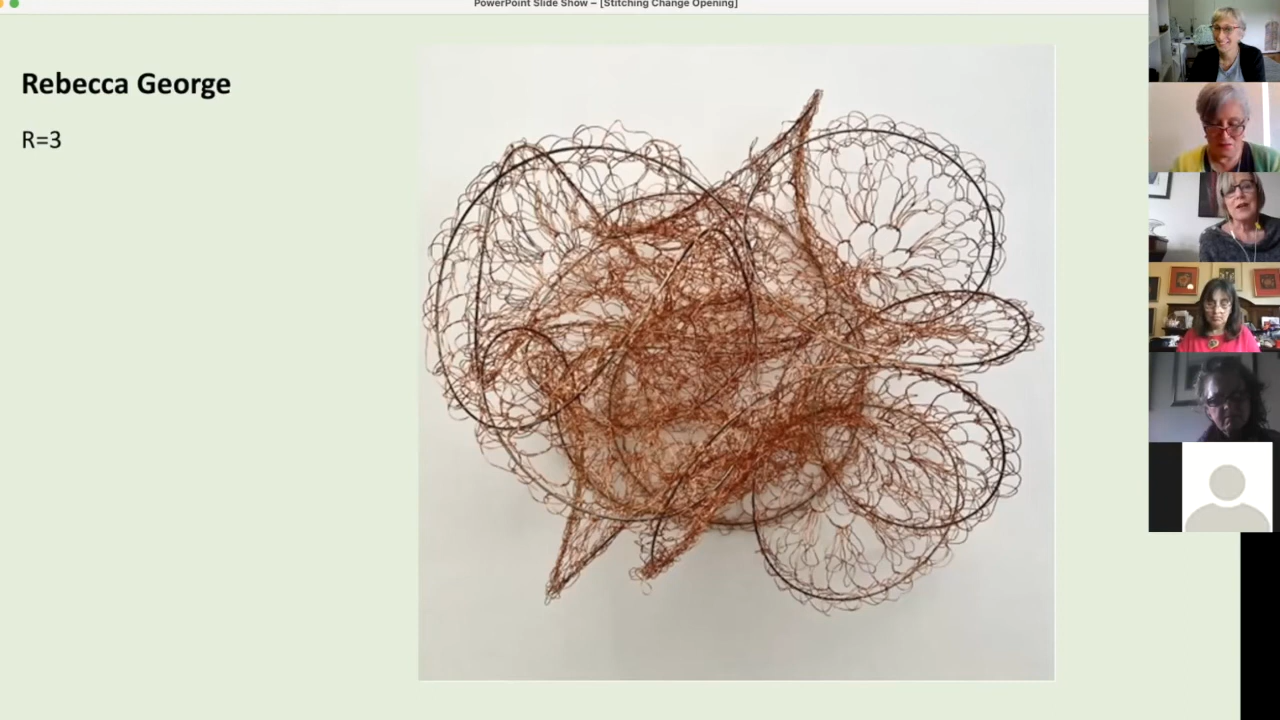 PowerPoint Slide Show – [Stitching Change Opening]
Rebecca George
R=3